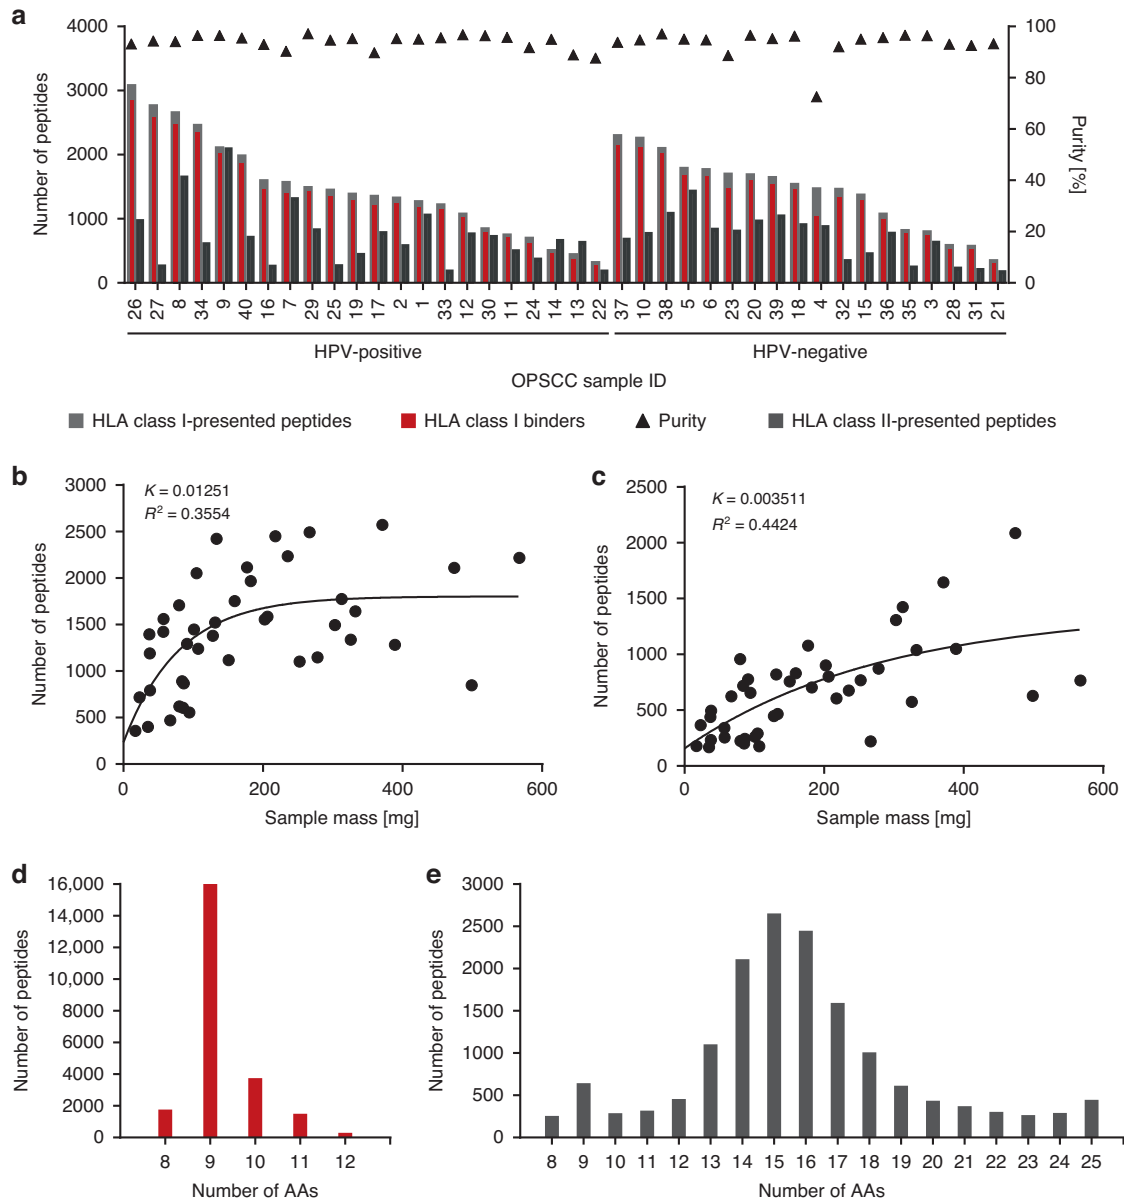 a
4000
3000
2000
1000
0
Number of peptides
100
80
60
40
20
0
Purity [%]
26 27 8 34 9 40 16 7 29 25 19 17 2 1 33 12 30 11 24 14 13 22 37 10 38 5 6 23 20 39 18 4 32 15 36 35 3 28 31 21
HPV-positive HPV-negative
OPSCC sample ID
HLA class I-presented peptides HLA class I binders Purity HLA class II-presented peptides
b
K = 0.01251
R² = 0.3554
3000
2500
2000
1500
1000
500
0
Number of peptides
0 200 400 600
Sample mass [mg]
c
K = 0.003511
R² = 0.4424
2500
2000
1500
1000
500
0
Number of peptides
0 200 400 600
Sample mass [mg]
d
16,000
14,000
12,000
10,000
8000
6000
4000
2000
0
Number of peptides
8 9 10 11 12
Number of AAs
e
3000
2500
2000
1500
1000
500
0
Number of peptides
8 9 10 11 12 13 14 15 16 17 18 19 20 21 22 23 24 25
Number of AAs